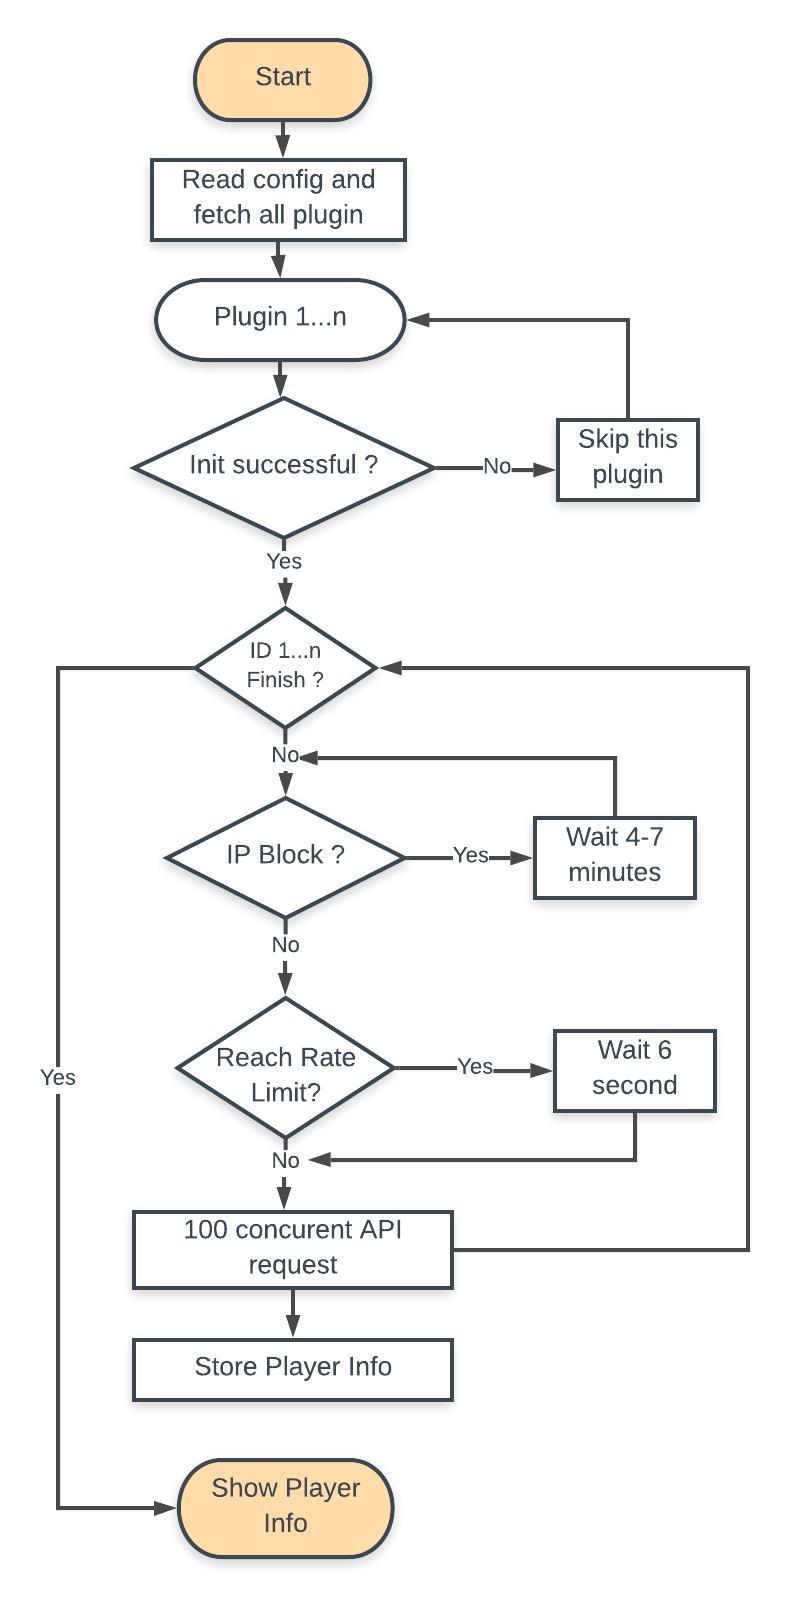 Start
Read config and
fetch all plugin
Plugin 1...n
Init successful ?
No
Skip this
plugin
Yes
ID 1...n
Finish ?
No
IP Block ?
Yes
Wait 4-7
minutes
No
Reach Rate
Limit?
Yes
Wait 6
second
Yes
No
100 concurent API
request
Store Player Info
Show Player
Info